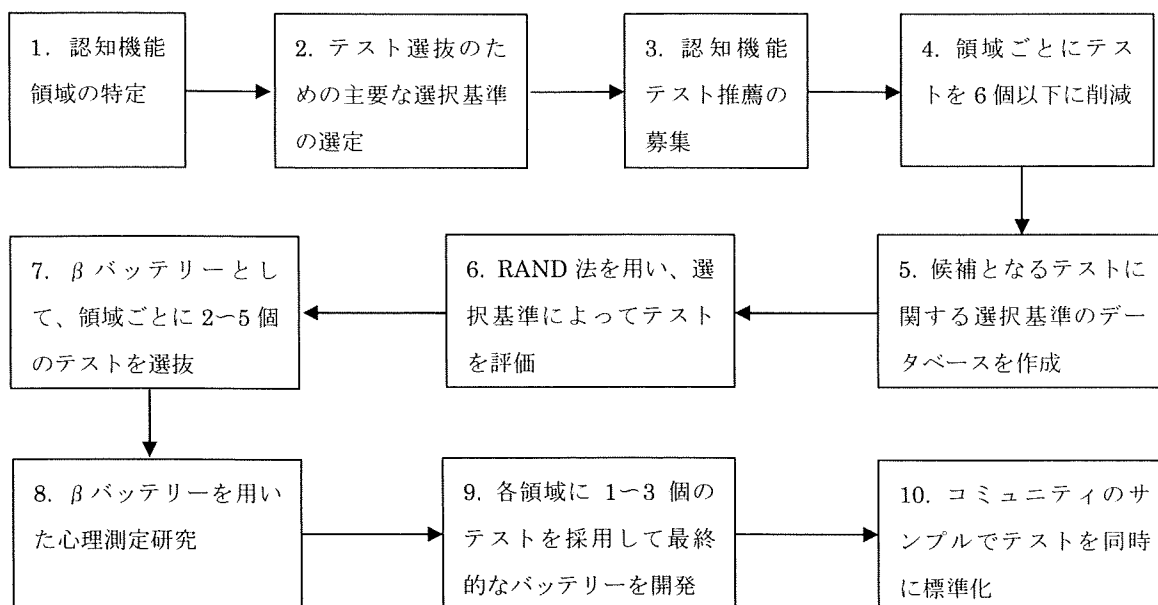 1. 認知機能
領域の特定
2. テスト選抜のた
めの主要な選択基準
の選定
3. 認知機能
テスト推薦の
募集
4. 領域ごとにテス
トを 6 個以下に削減
5. 候補となるテストに
関する選択基準のデー
タベースを作成
6. RAND 法を用い、選
択基準によってテスト
を評価
7. β バッテリーとし
て、領域ごとに 2〜5 個
のテストを選抜
8. β バッテリーを用い
た心理測定研究
9. 各領域に 1〜3 個の
テストを採用して最終
的なバッテリーを開発
10. コミュニティのサ
ンプルでテストを同時
に標準化